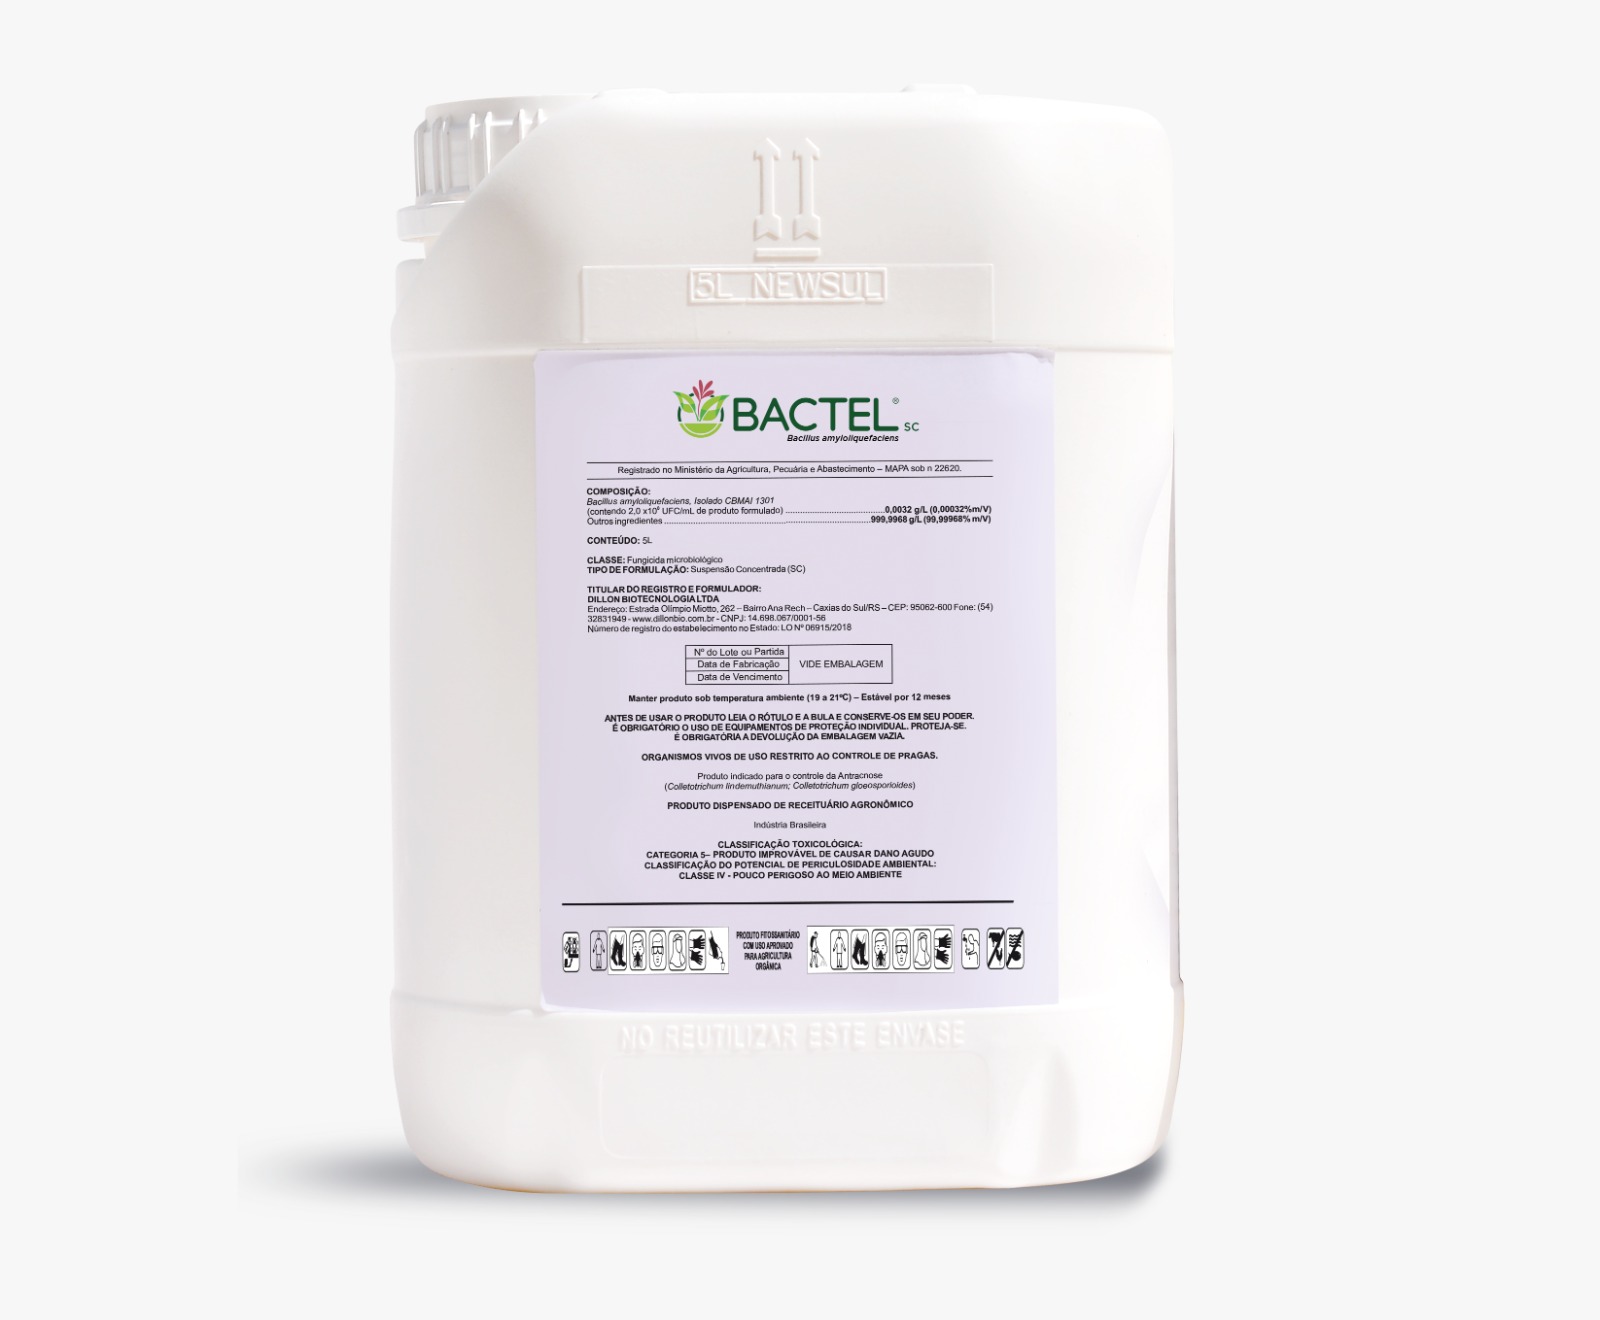 5L NEWSUL
BACTEL® SC
Bacillus amyloliquefaciens
Registrado no Ministério da Agricultura, Pecuária e Abastecimento – MAPA sob n 22620.
COMPOSIÇÃO:
Bacillus amyloliquefaciens, Isolado CBMAI 1301
(contendo 2,0 x10⁶ UFC/mL de produto formulado) ........................................0,0032 g/L (0,00032%m/V)
Outros ingredientes ....................................................................................999,9968 g/L (99,99968% m/V)
CONTEÚDO: 5L
CLASSE: Fungicida microbiológico
TIPO DE FORMULAÇÃO: Suspensão Concentrada (SC)
TITULAR DO REGISTRO E FORMULADOR:
DILLON BIOTECNOLOGIA LTDA
Endereço: Estrada Olímpio Miotto, 262 – Bairro Ana Rech – Caxias do Sul/RS – CEP: 95062-600 Fone: (54)
32831949 - www.dillonbio.com.br - CNPJ: 14.698.067/0001-56
Número de registro do estabelecimento no Estado: LO Nº 06915/2018
Nº do Lote ou Partida
Data de Fabricação
Data de Vencimento
VIDE EMBALAGEM
Manter produto sob temperatura ambiente (19 a 21ºC) – Estável por 12 meses
ANTES DE USAR O PRODUTO LEIA O RÓTULO E A BULA E CONSERVE-OS EM SEU PODER.
É OBRIGATÓRIO O USO DE EQUIPAMENTOS DE PROTEÇÃO INDIVIDUAL. PROTEJA-SE.
É OBRIGATÓRIA A DEVOLUÇÃO DA EMBALAGEM VAZIA.
ORGANISMOS VIVOS DE USO RESTRITO AO CONTROLE DE PRAGAS.
Produto indicado para o controle da Antracnose
(Colletotrichum lindemuthianum; Colletotrichum gloeosporioides)
PRODUTO DISPENSADO DE RECEITUÁRIO AGRONÔMICO
Indústria Brasileira
CLASSIFICAÇÃO TOXICOLÓGICA:
CATEGORIA 5– PRODUTO IMPROVÁVEL DE CAUSAR DANO AGUDO
CLASSIFICAÇÃO DO POTENCIAL DE PERICULOSIDADE AMBIENTAL:
CLASSE IV - POUCO PERIGOSO AO MEIO AMBIENTE
PRODUTO FITOSSANITÁRIO
COM USO APROVADO
PARA AGRICULTURA
ORGÂNICA
NO REUTILIZAR ESTE ENVASE